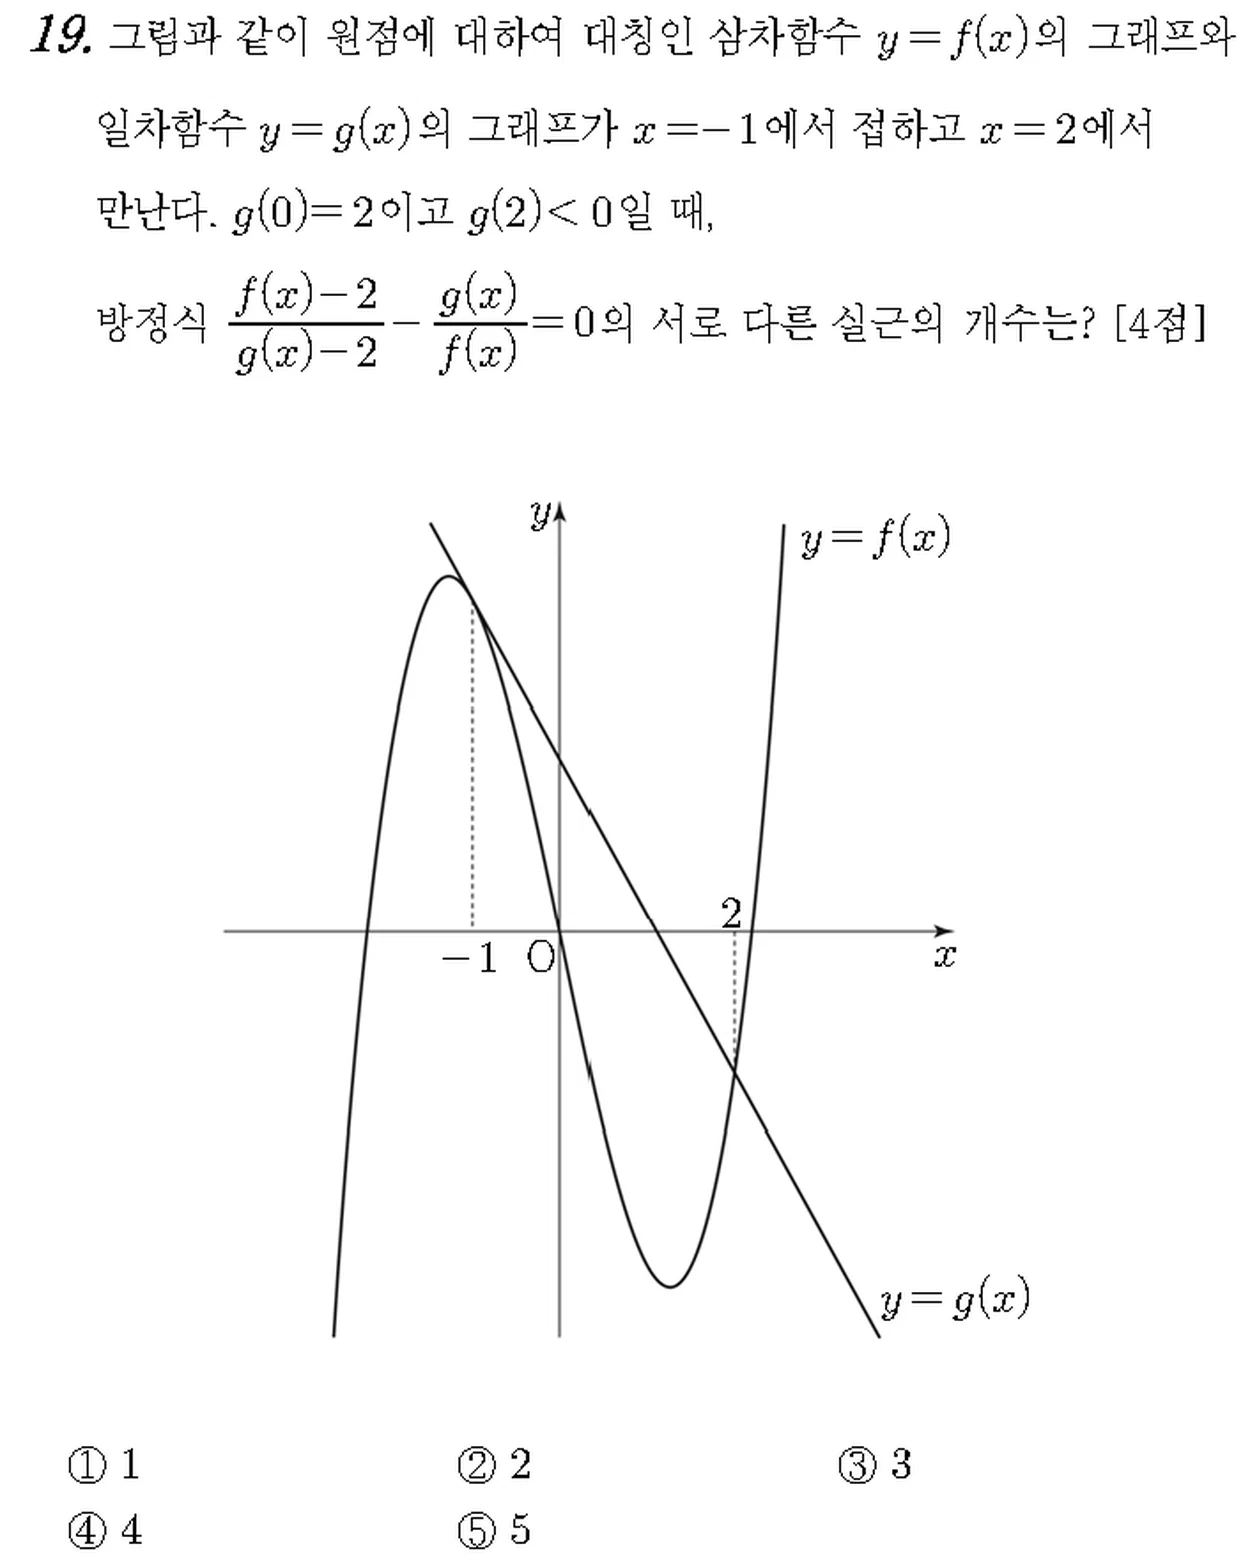 19. 그림과 같이 원점에 대하여 대칭인 삼차함수 y=f(x)의 그래프와
일차함수 y=g(x)의 그래프가 x=-1에서 접하고 x=2에서
만난다. g(0)=2이고 g(2)<0일 때,
방정식 (f(x)-2)/(g(x)-2) - g(x)/f(x) = 0의 서로 다른 실근의 개수는? [4점]
y
y=f(x)
2
-1 O
x
y=g(x)
① 1 ② 2 ③ 3
④ 4 ⑤ 5